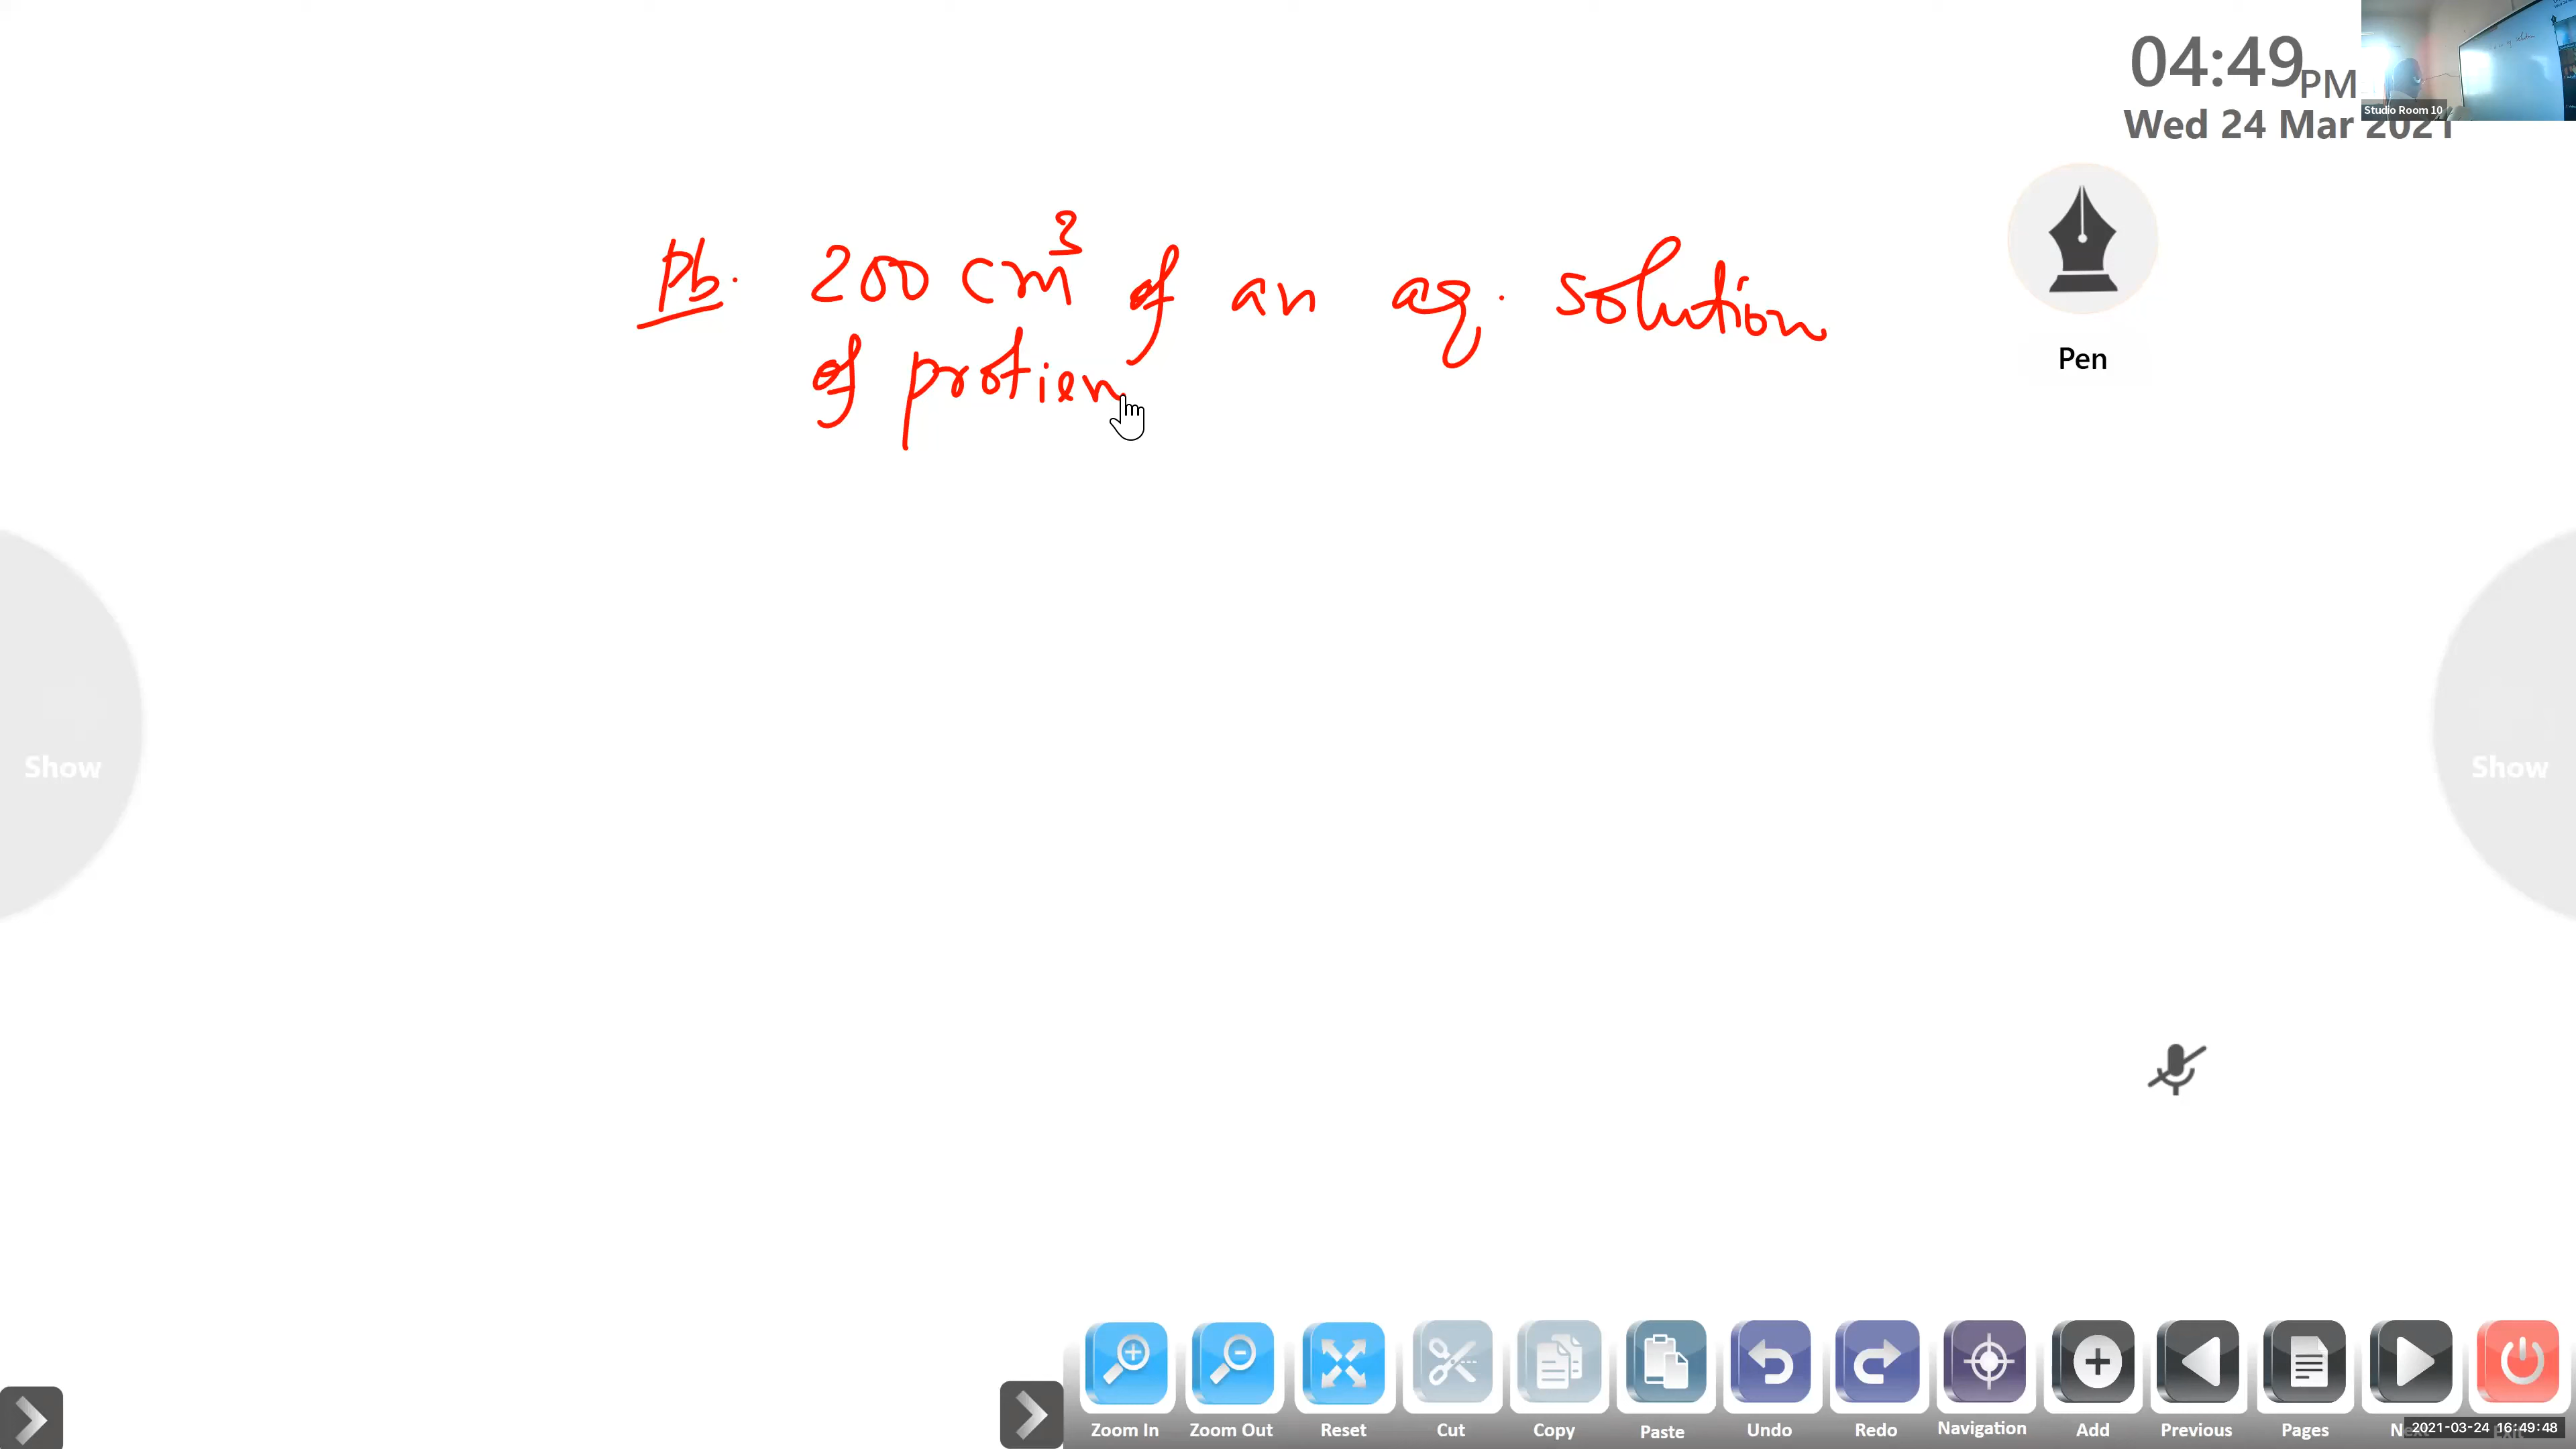 04:49 PM
Studio Room 10
Wed 24 Mar 2021
Pb. 200 cm³ of an aq. solution
of protien
Pen
Show
Show
Zoom In Zoom Out Reset Cut Copy Paste Undo Redo Navigation Add Previous Pages
2021-03-24 16:49:48